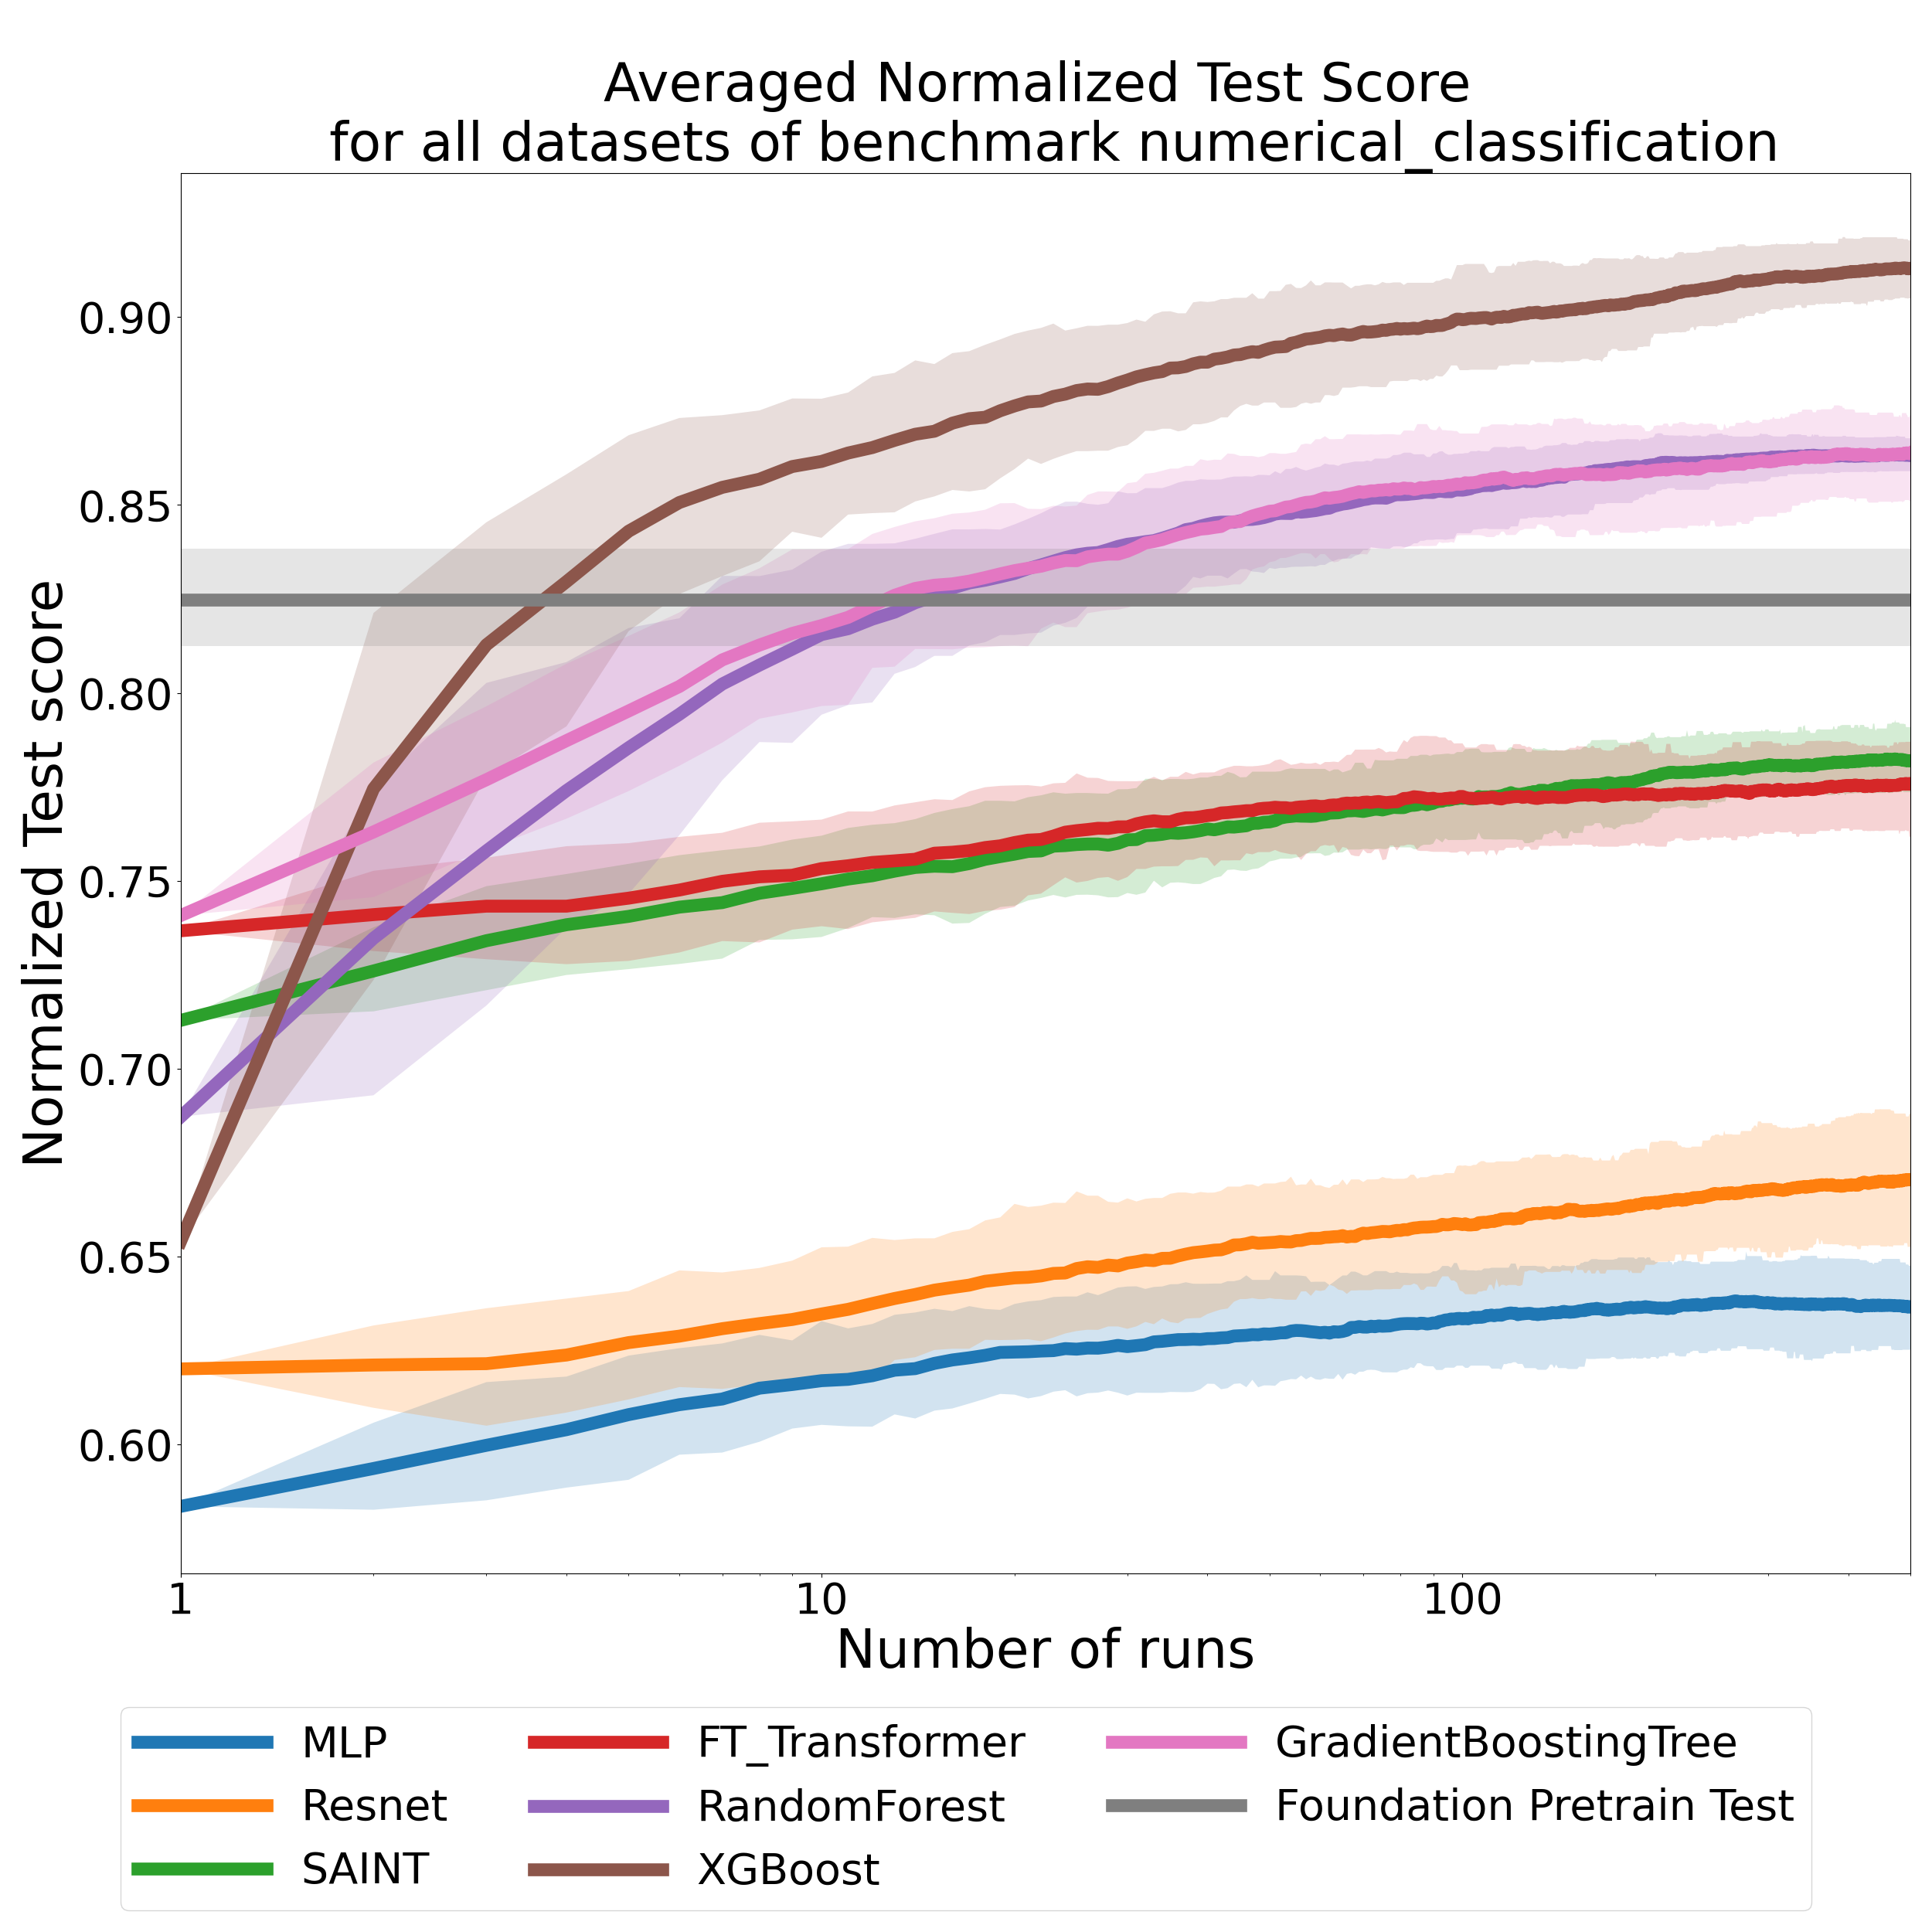 Averaged Normalized Test Score
for all datasets of benchmark numerical_classification
Normalized Test score
0.90
0.85
0.80
0.75
0.70
0.65
0.60
1
10
100
Number of runs
MLP
Resnet
SAINT
FT_Transformer
RandomForest
XGBoost
GradientBoostingTree
Foundation Pretrain Test